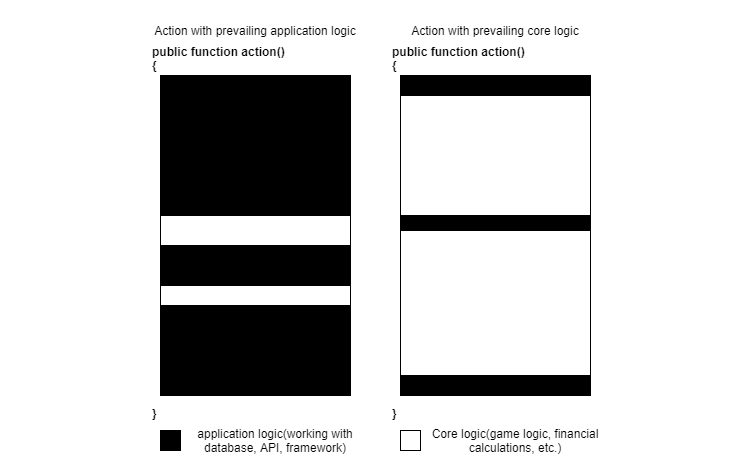 Action with prevailing application logic
public function action()
{
}
application logic(working with
database, API, framework)
Action with prevailing core logic
public function action()
{
}
Core logic(game logic, financial
calculations, etc.)